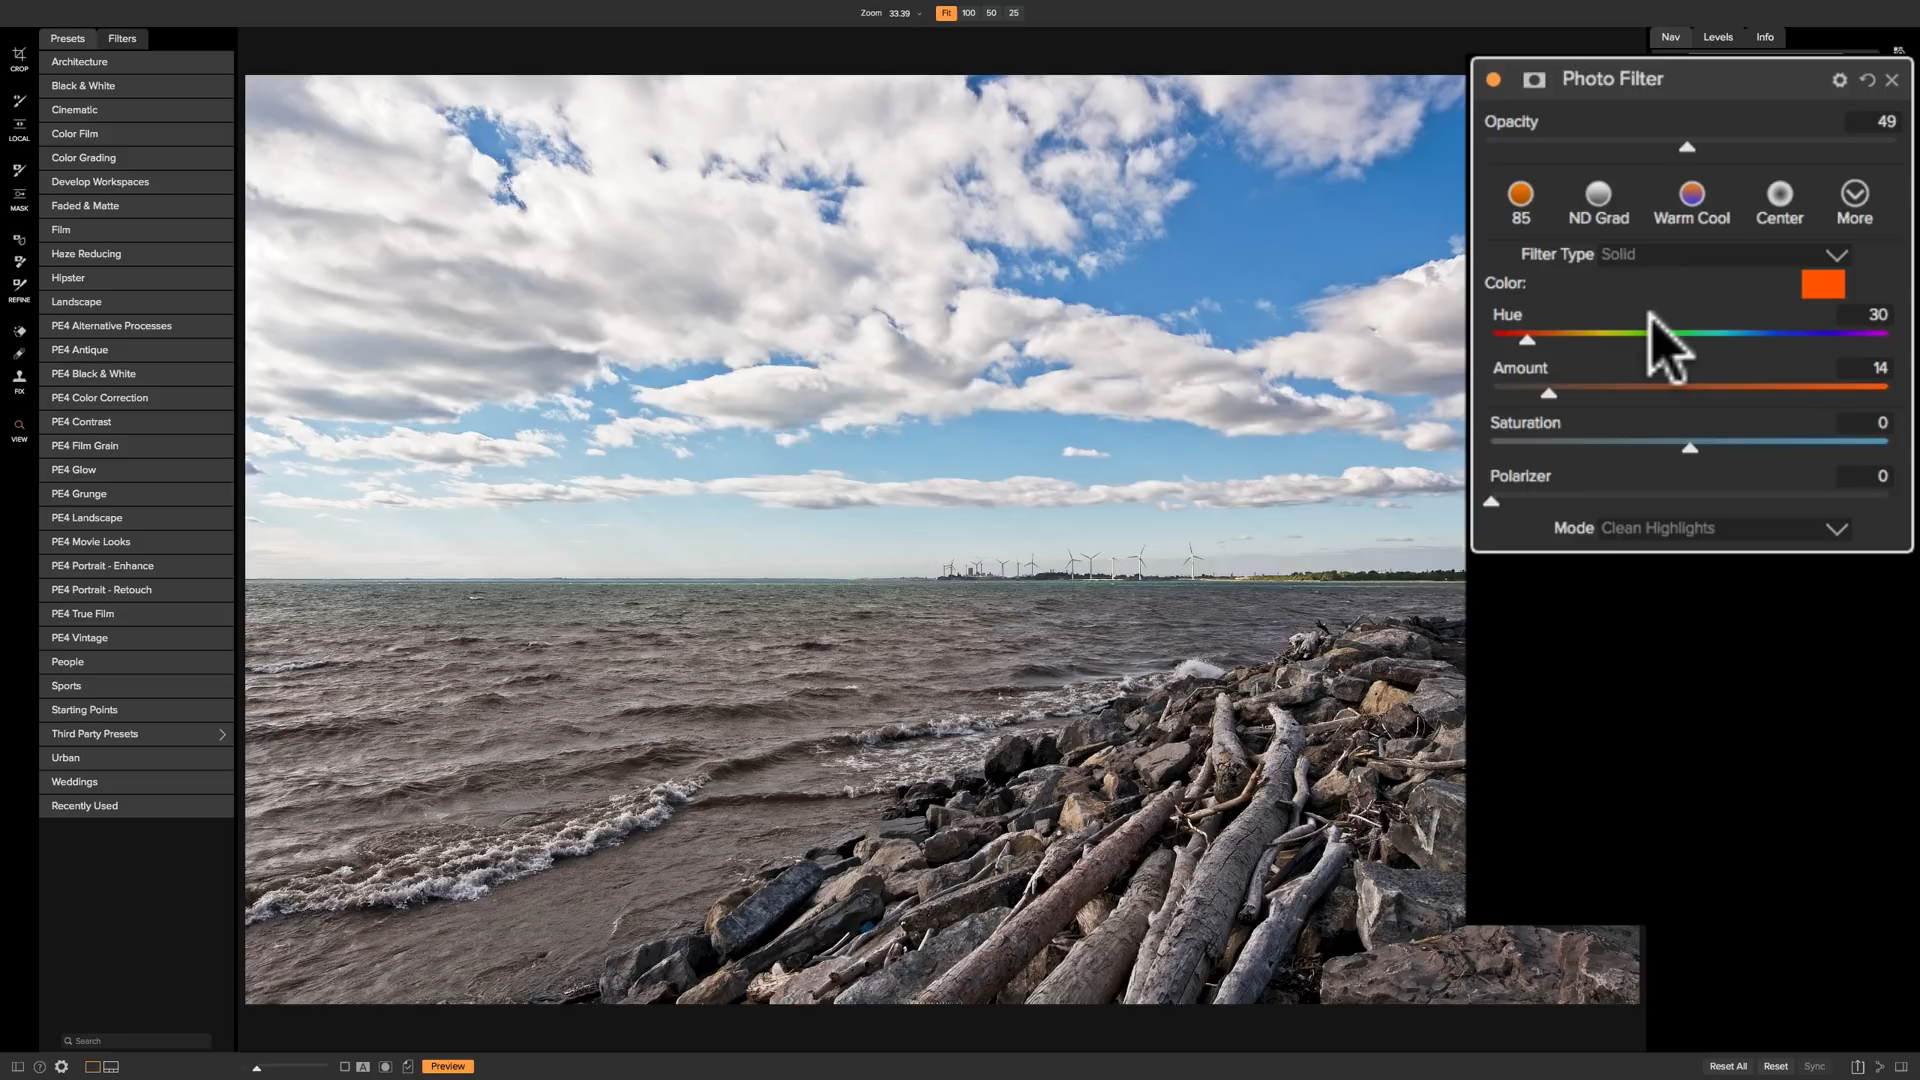 Zoom 33.39 Fit 100 50 25
Presets Filters
CROP
LOCAL
MASK
REFINE
FIX
VIEW
Architecture
Black & White
Cinematic
Color Film
Color Grading
Develop Workspaces
Faded & Matte
Film
Haze Reducing
Hipster
Landscape
PE4 Alternative Processes
PE4 Antique
PE4 Black & White
PE4 Color Correction
PE4 Contrast
PE4 Film Grain
PE4 Glow
PE4 Grunge
PE4 Landscape
PE4 Movie Looks
PE4 Portrait - Enhance
PE4 Portrait - Retouch
PE4 True Film
PE4 Vintage
People
Sports
Starting Points
Third Party Presets
Urban
Weddings
Recently Used
Search
Nav Levels Info
Photo Filter
Opacity 49
85 ND Grad Warm Cool Center More
Filter Type Solid
Color:
Hue 30
Amount 14
Saturation 0
Polarizer 0
Mode Clean Highlights
? A Preview
Reset All Reset Sync